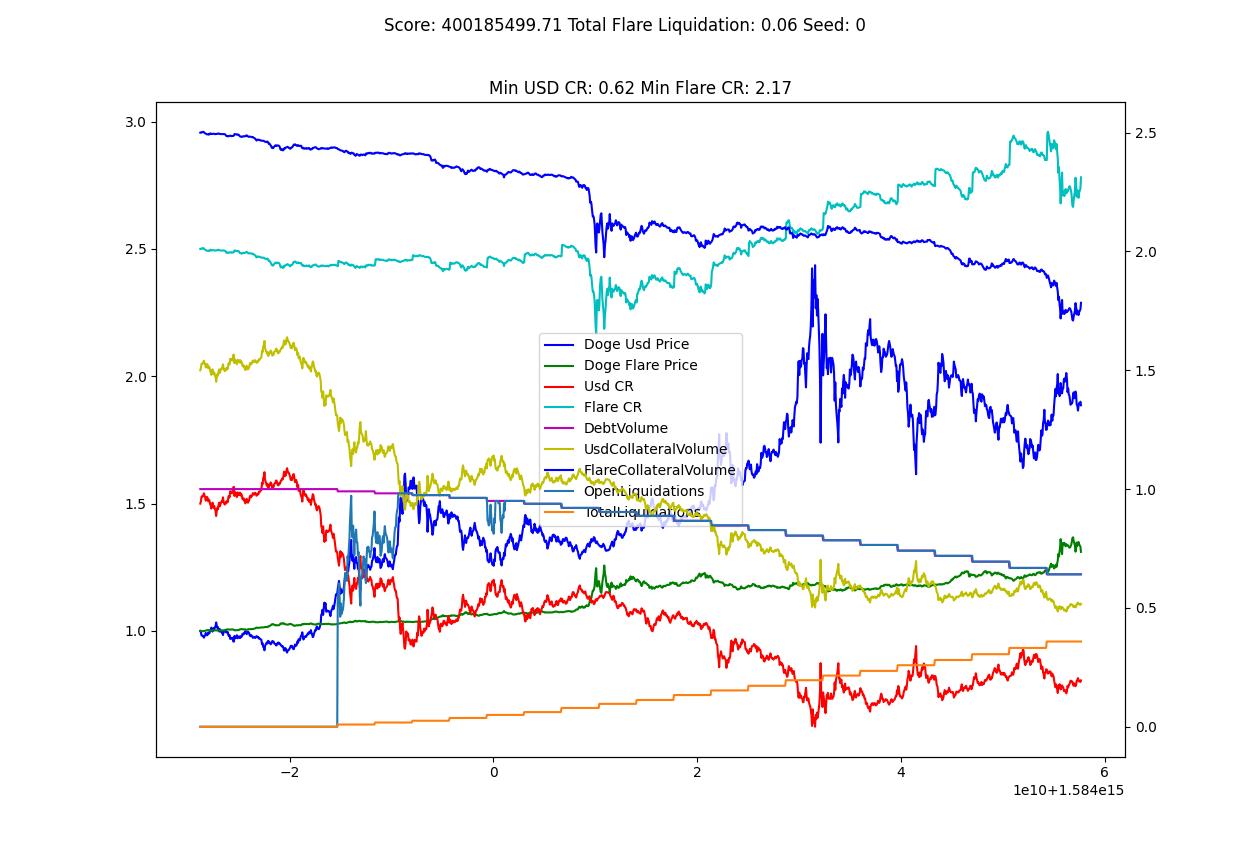 Score: 400185499.71 Total Flare Liquidation: 0.06 Seed: 0
Min USD CR: 0.62 Min Flare CR: 2.17
3.0
2.5
2.0
1.5
1.0
2.5
2.0
1.5
1.0
0.5
0.0
Doge Usd Price
Doge Flare Price
Usd CR
Flare CR
DebtVolume
UsdCollateralVolume
FlareCollateralVolume
OpenLiquidations
TotalLiquidations
−2 0 2 4 6
1e10+1.584e15